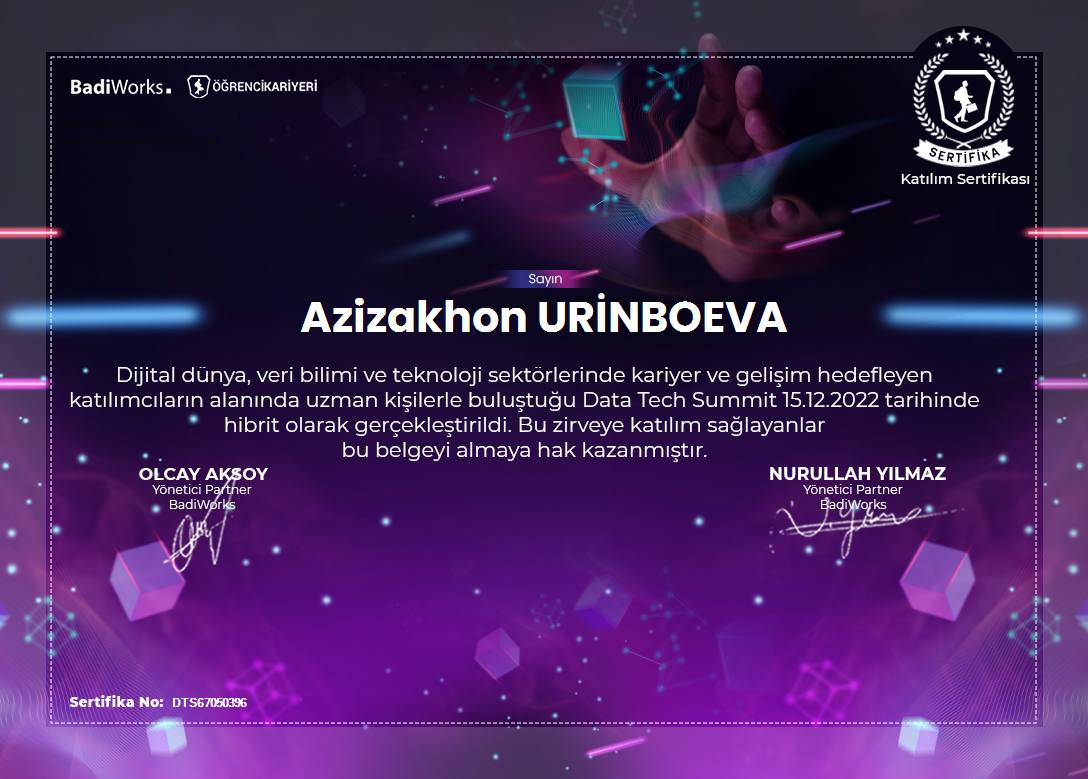 BadiWorks.
ÖĞRENCİKARİYERİ
SERTİFİKA
Katılım Sertifikası
Sayın
Azizakhon URİNBOEVA
Dijital dünya, veri bilimi ve teknoloji sektörlerinde kariyer ve gelişim hedefleyen
katılımcıların alanında uzman kişilerle buluştuğu Data Tech Summit 15.12.2022 tarihinde
hibrit olarak gerçekleştirildi. Bu zirveye katılım sağlayanlar
bu belgeyi almaya hak kazanmıştır.
OLCAY AKSOY
Yönetici Partner
BadiWorks
NURULLAH YILMAZ
Yönetici Partner
BadiWorks
Sertifika No: DTS67050396